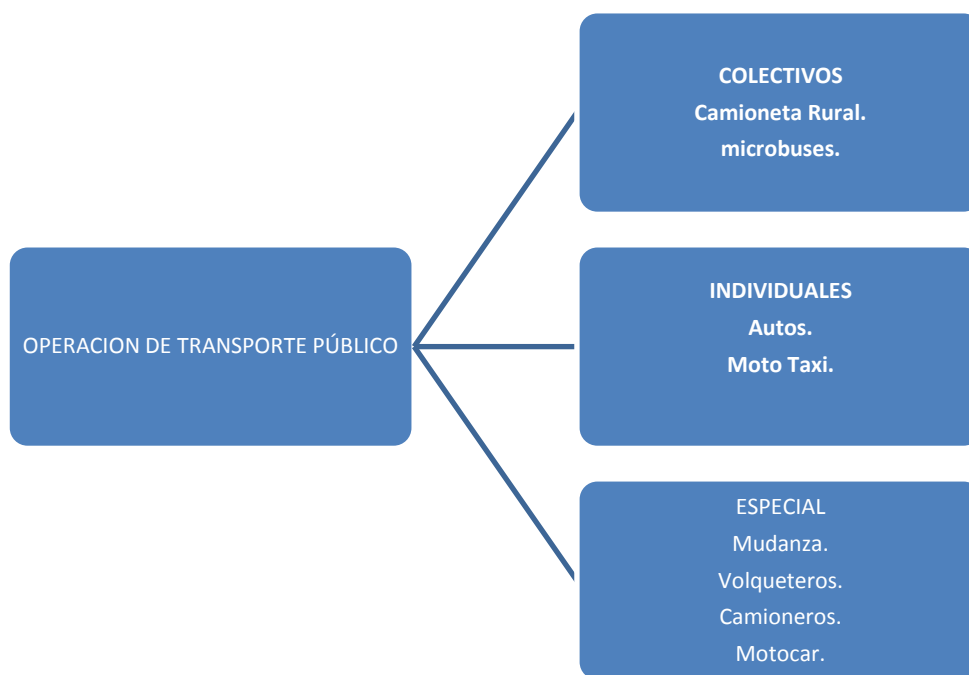 COLECTIVOS
Camioneta Rural.
microbuses.
OPERACION DE TRANSPORTE PÚBLICO
INDIVIDUALES
Autos.
Moto Taxi.
ESPECIAL
Mudanza.
Volqueteros.
Camioneros.
Motocar.